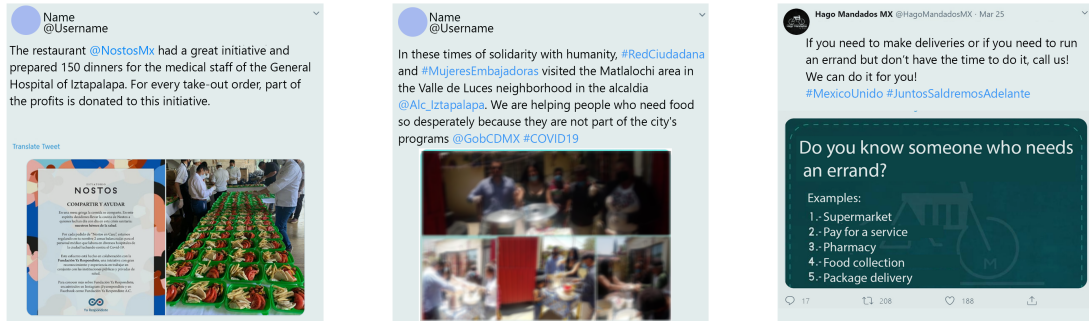 Name
@Username
The restaurant @NostosMx had a great initiative and
prepared 150 dinners for the medical staff of the General
Hospital of Iztapalapa. For every take-out order, part of
the profits is donated to this initiative.
Translate Tweet
NOSTOS
COMPARTIR Y AYUDAR
Name
@Username
In these times of solidarity with humanity, #RedCiudadana
and #MujeresEmbajadoras visited the Matlalochi area in
the Valle de Luces neighborhood in the alcaldia
@Alc_Iztapalapa. We are helping people who need food
so desperately because they are not part of the city's
programs @GobCDMX #COVID19
Hago Mandados MX @HagoMandadosMX · Mar 25
If you need to make deliveries or if you need to run
an errand but don't have the time to do it, call us!
We can do it for you!
#MexicoUnido #JuntosSaldremosAdelante
Do you know someone who needs
an errand?
Examples:
1.- Supermarket
2.- Pay for a service
3.- Pharmacy
4.- Food collection
5.- Package delivery
17 208 188